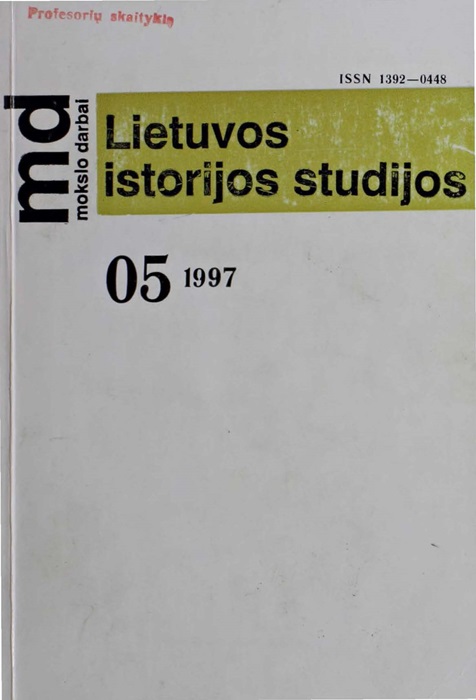 Profesorių skaitykla
ISSN 1392—0448
md
mokslo darbai
Lietuvos
istorijos studijos
05 1997